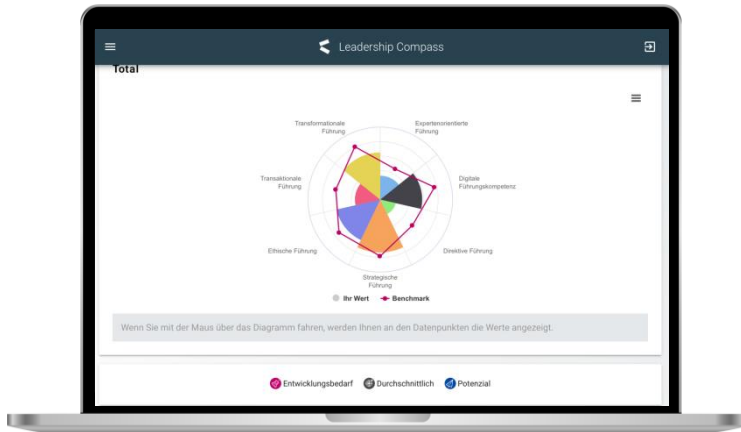 Leadership Compass
Total
Transformationale
Führung
Expertenorientierte
Führung
Transaktionale
Führung
Digitale
Führungskompetenz
Ethische Führung
Direktive Führung
Strategische
Führung
Ihr Wert Benchmark
Wenn Sie mit der Maus über das Diagramm fahren, werden Ihnen an den Datenpunkten die Werte angezeigt.
Entwicklungsbedarf Durchschnittlich Potenzial